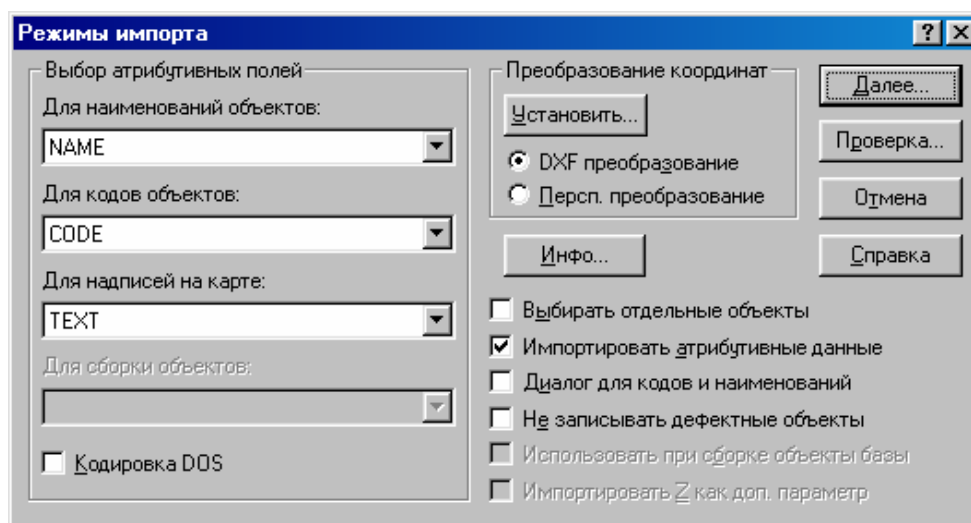 Режимы импорта
Выбор атрибутивных полей
Для наименований объектов:
NAME
Для кодов объектов:
CODE
Для надписей на карте:
TEXT
Для сборки объектов:
Кодировка DOS
Преобразование координат
Установить...
DXF преобразование
Персп. преобразование
Инфо...
Выбирать отдельные объекты
Импортировать атрибутивные данные
Диалог для кодов и наименований
Не записывать дефектные объекты
Использовать при сборке объекты базы
Импортировать Z как доп. параметр
Далее...
Проверка...
Отмена
Справка